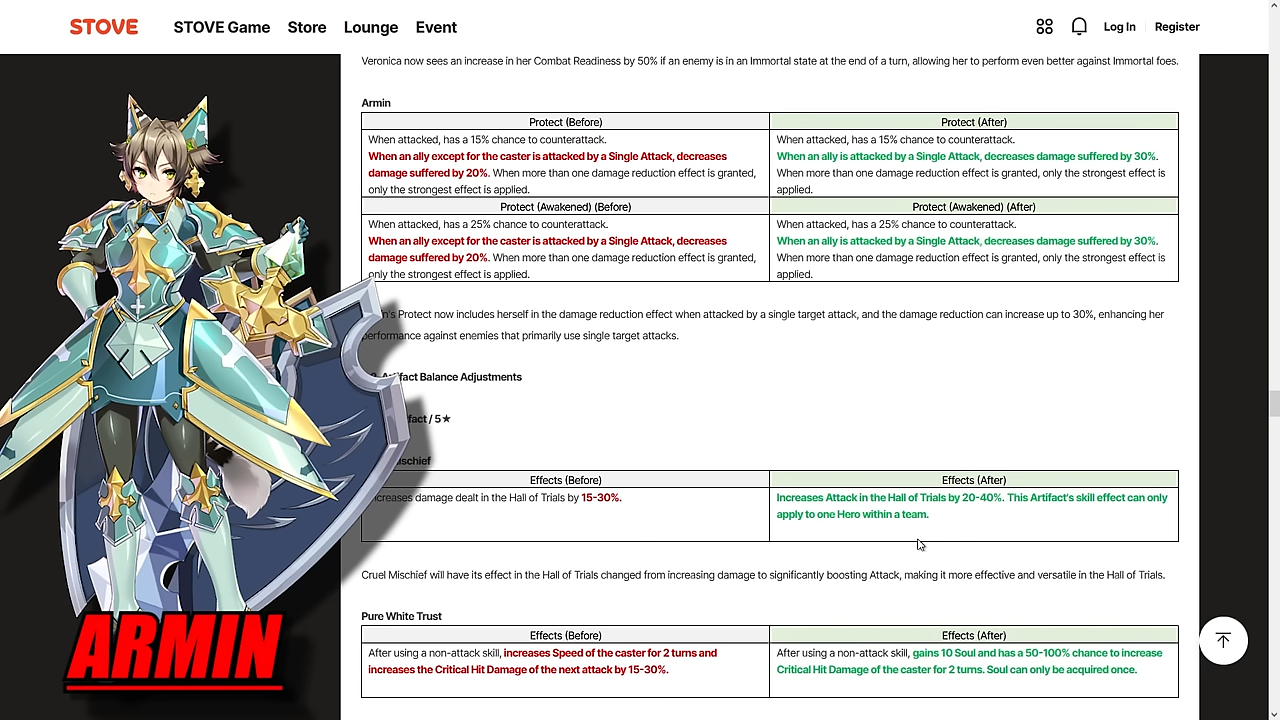 STOVE STOVE Game Store Lounge Event Log In Register
Veronica now sees an increase in her Combat Readiness by 50% if an enemy is in an Immortal state at the end of a turn, allowing her to perform even better against Immortal foes.
Armin
Protect (Before) Protect (After)
When attacked, has a 15% chance to counterattack.
When an ally except for the caster is attacked by a Single Attack, decreases
damage suffered by 20%. When more than one damage reduction effect is granted,
only the strongest effect is applied.
When attacked, has a 15% chance to counterattack.
When an ally is attacked by a Single Attack, decreases damage suffered by 30%.
When more than one damage reduction effect is granted, only the strongest effect is
applied.
Protect (Awakened) (Before) Protect (Awakened) (After)
When attacked, has a 25% chance to counterattack.
When an ally except for the caster is attacked by a Single Attack, decreases
damage suffered by 20%. When more than one damage reduction effect is granted,
only the strongest effect is applied.
When attacked, has a 25% chance to counterattack.
When an ally is attacked by a Single Attack, decreases damage suffered by 30%.
When more than one damage reduction effect is granted, only the strongest effect is
applied.
Protect now includes herself in the damage reduction effect when attacked by a single target attack, and the damage reduction can increase up to 30%, enhancing her
performance against enemies that primarily use single target attacks.
Artifact Balance Adjustments
/ 5★
Mischief
Effects (Before) Effects (After)
Increases damage dealt in the Hall of Trials by 15-30%.
Increases Attack in the Hall of Trials by 20-40%. This Artifact's skill effect can only
apply to one Hero within a team.
Cruel Mischief will have its effect in the Hall of Trials changed from increasing damage to significantly boosting Attack, making it more effective and versatile in the Hall of Trials.
Pure White Trust
Effects (Before) Effects (After)
After using a non-attack skill, increases Speed of the caster for 2 turns and
increases the Critical Hit Damage of the next attack by 15-30%.
After using a non-attack skill, gains 10 Soul and has a 50-100% chance to increase
Critical Hit Damage of the caster for 2 turns. Soul can only be acquired once.
ARMIN